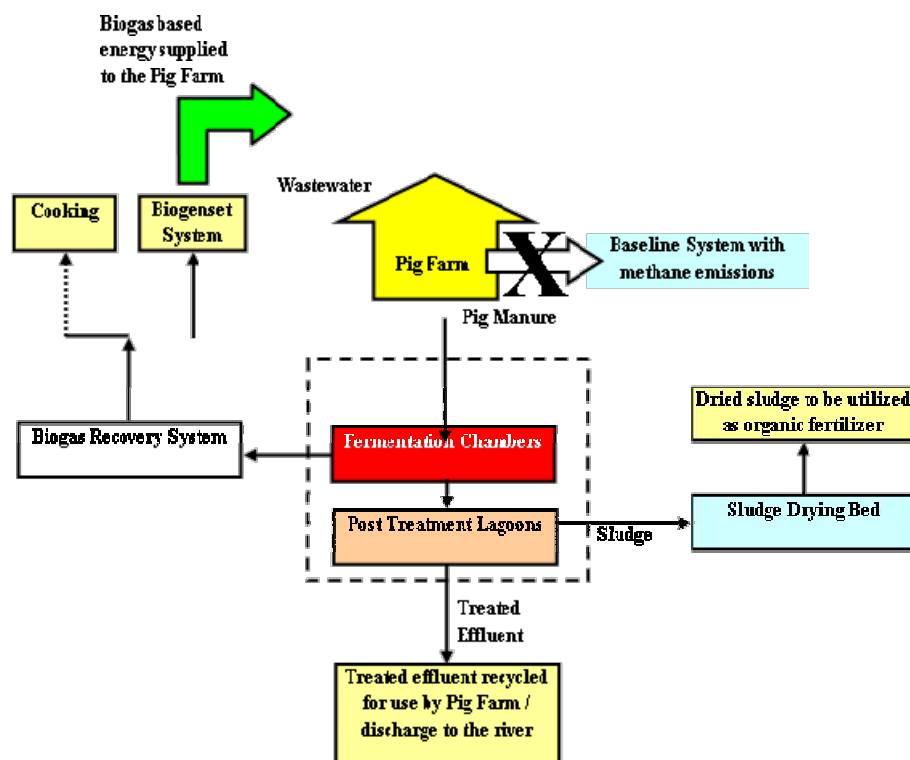 Biogas based
energy supplied
to the Pig Farm
Wastewater
Cooking
Biogenset
System
Pig Farm
X
Baseline System with
methane emissions
Pig Manure
Dried sludge to be utilized
as organic fertilizer
Biogas Recovery System
Fermentation Chambers
Post Treatment Lagoons
Sludge
Sludge Drying Bed
Treated
Effluent
Treated effluent recycled
for use by Pig Farm /
discharge to the river